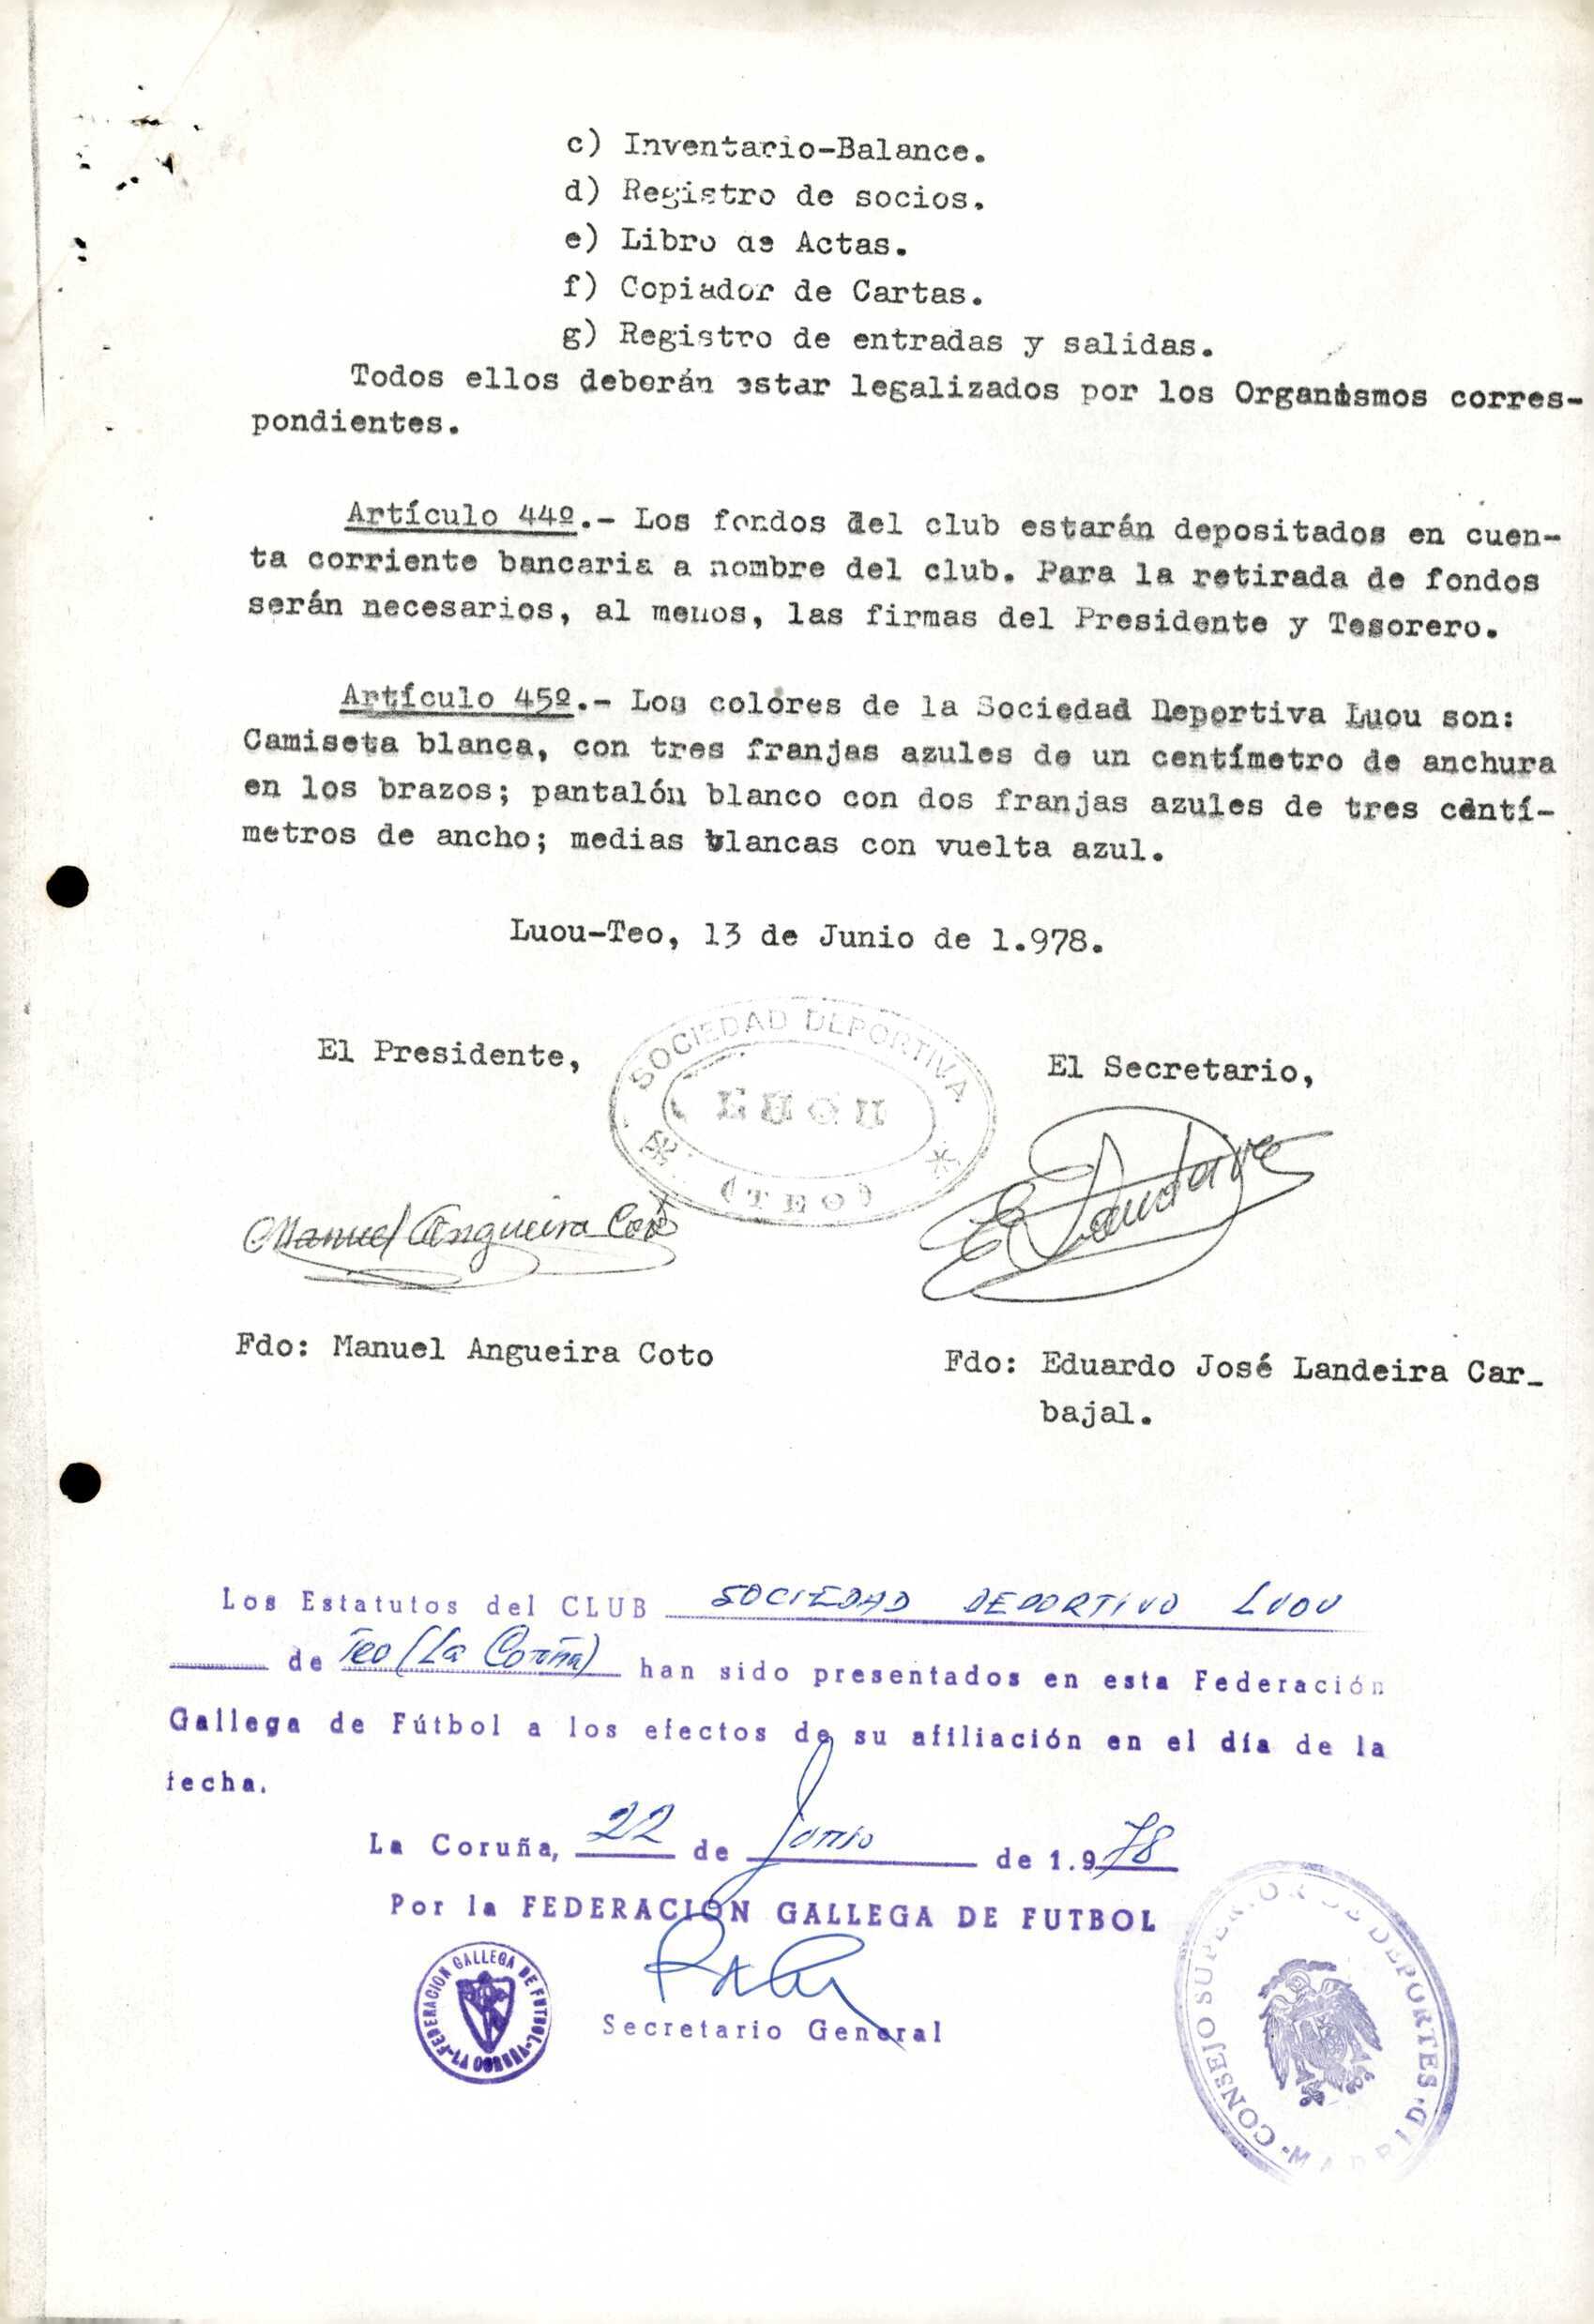 c) Inventario-Balance.
d) Registro de socios.
e) Libro de Actas.
f) Copiador de Cartas.
g) Registro de entradas y salidas.
Todos ellos deberán estar legalizados por los Organismos corres-
pondientes.
Artículo 44º.- Los fondos del club estarán depositados en cuen-
ta corriente bancaria a nombre del club. Para la retirada de fondos
serán necesarios, al menos, las firmas del Presidente y Tesorero.
Artículo 45º.- Los colores de la Sociedad Deportiva Luou son:
Camiseta blanca, con tres franjas azules de un centímetro de anchura
en los brazos; pantalón blanco con dos franjas azules de tres centí-
metros de ancho; medias blancas con vuelta azul.
Luou-Teo, 13 de Junio de 1.978.
El Presidente,
SOCIEDAD DEPORTIVA
LUOU
(TEO)
El Secretario,
Manuel Angueira Coto
Fdo: Manuel Angueira Coto
Fdo: Eduardo José Landeira Car-
bajal.
Los Estatutos del CLUB SOCIEDAD DEPORTIVO LUOU
de Teo (La Coruña) han sido presentados en esta Federación
Gallega de Fútbol a los efectos de su afiliación en el día de la
fecha.
La Coruña, 22 de Junio de 1.978
Por la FEDERACIÓN GALLEGA DE FUTBOL
Secretario General
FEDERACION GALLEGA DE FUTBOL-LA CORUÑA-
CONSEJO SUPERIOR DE DEPORTES
MADRID